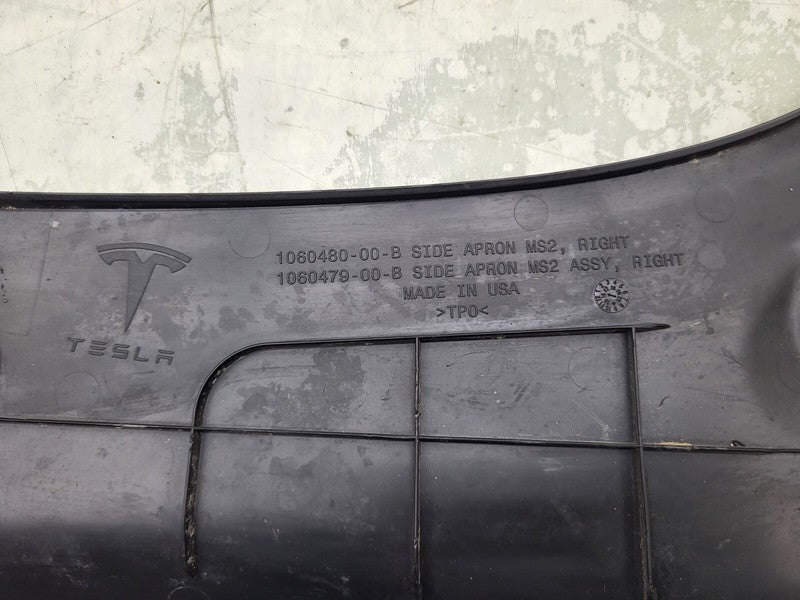 1060480-00-B SIDE APRON MS2, RIGHT
1060479-00-B SIDE APRON MS2 ASSY, RIGHT
MADE IN USA
>TPO<
TESLA